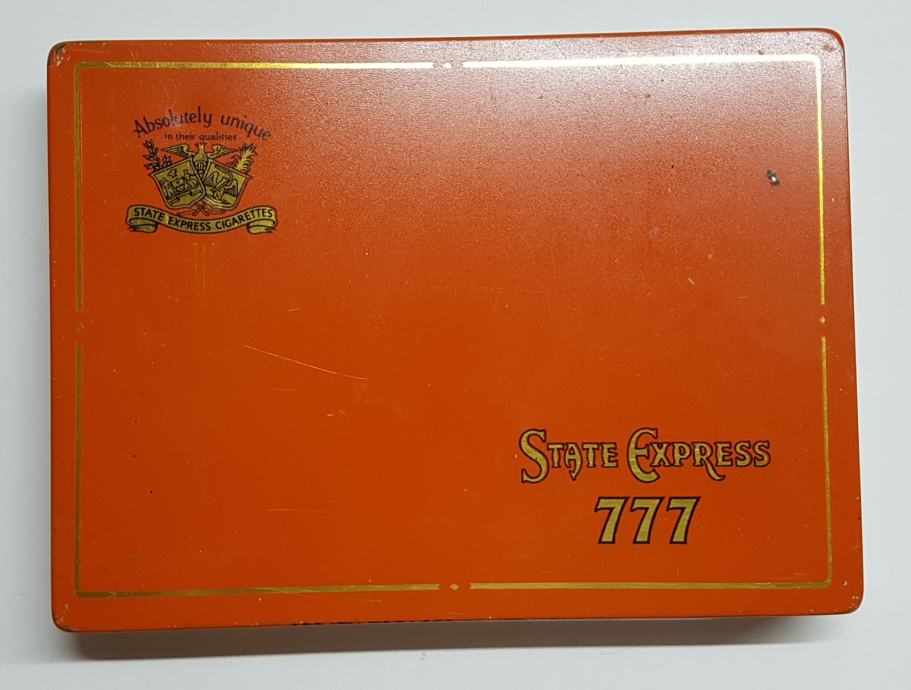 Absolutely unique
in their qualities
STATE EXPRESS CIGARETTES
STATE EXPRESS
777